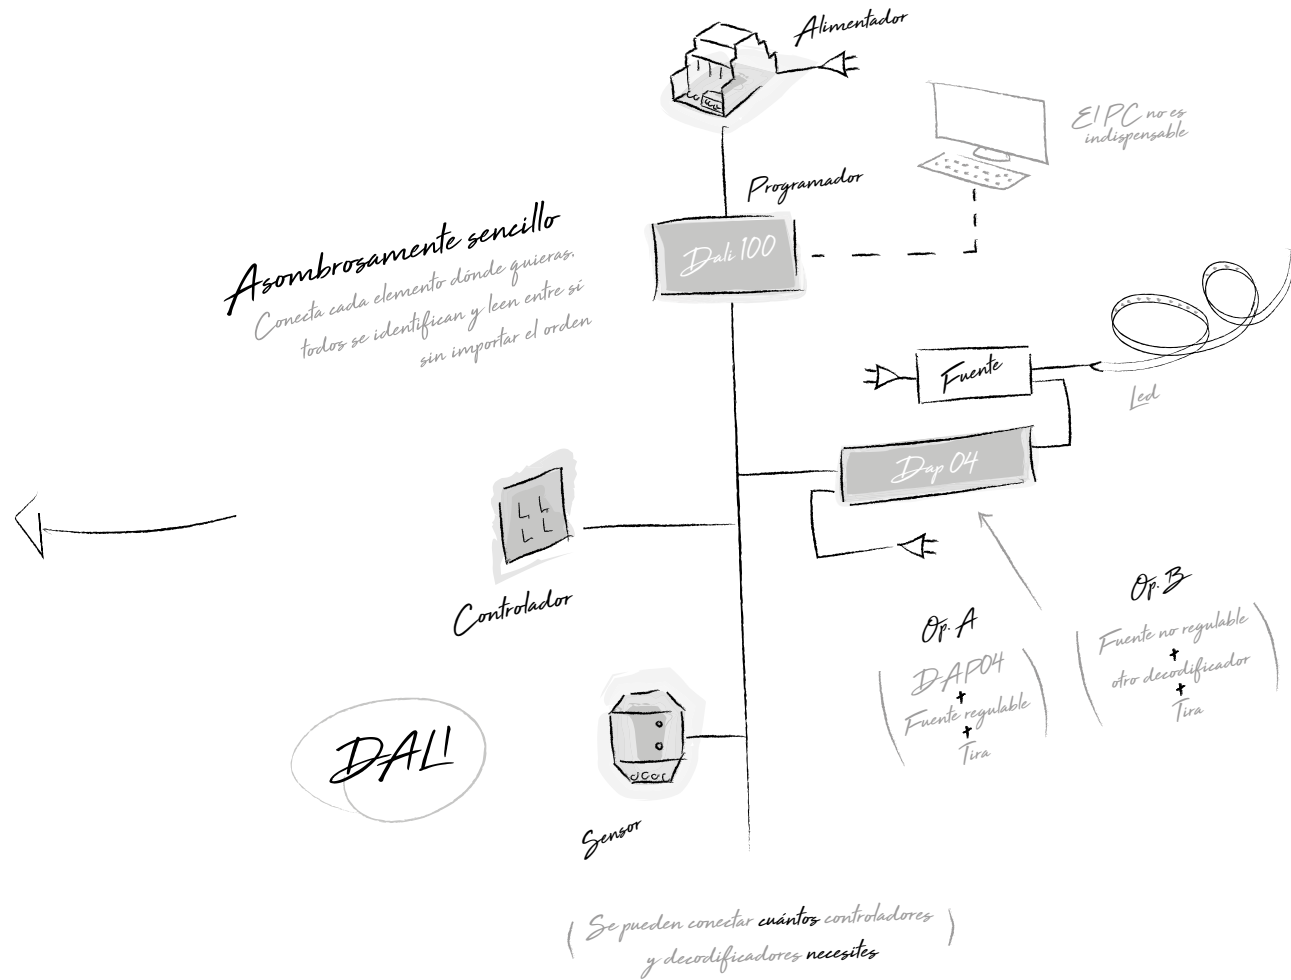 Alimentador
El PC no es
indispensable
Programador
Dali 100
Asombrosamente sencillo
Conecta cada elemento dónde quieras,
todos se identifican y leen entre sí
sin importar el orden
Fuente
Led
Dap 04
Controlador
Op. A
DAP04
+
Fuente regulable
+
Tira
Op. B
Fuente no regulable
+
otro decodificador
+
Tira
DALI
Sensor
( Se pueden conectar cuántos controladores )
y decodificadores necesites